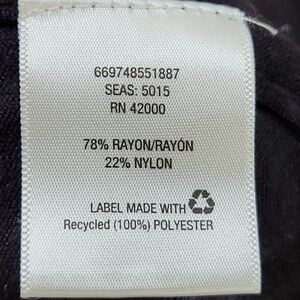 669748551887
SEAS: 5015
RN 42000
78% RAYON/RAYÓN
22% NYLON
LABEL MADE WITH
Recycled (100%) POLYESTER